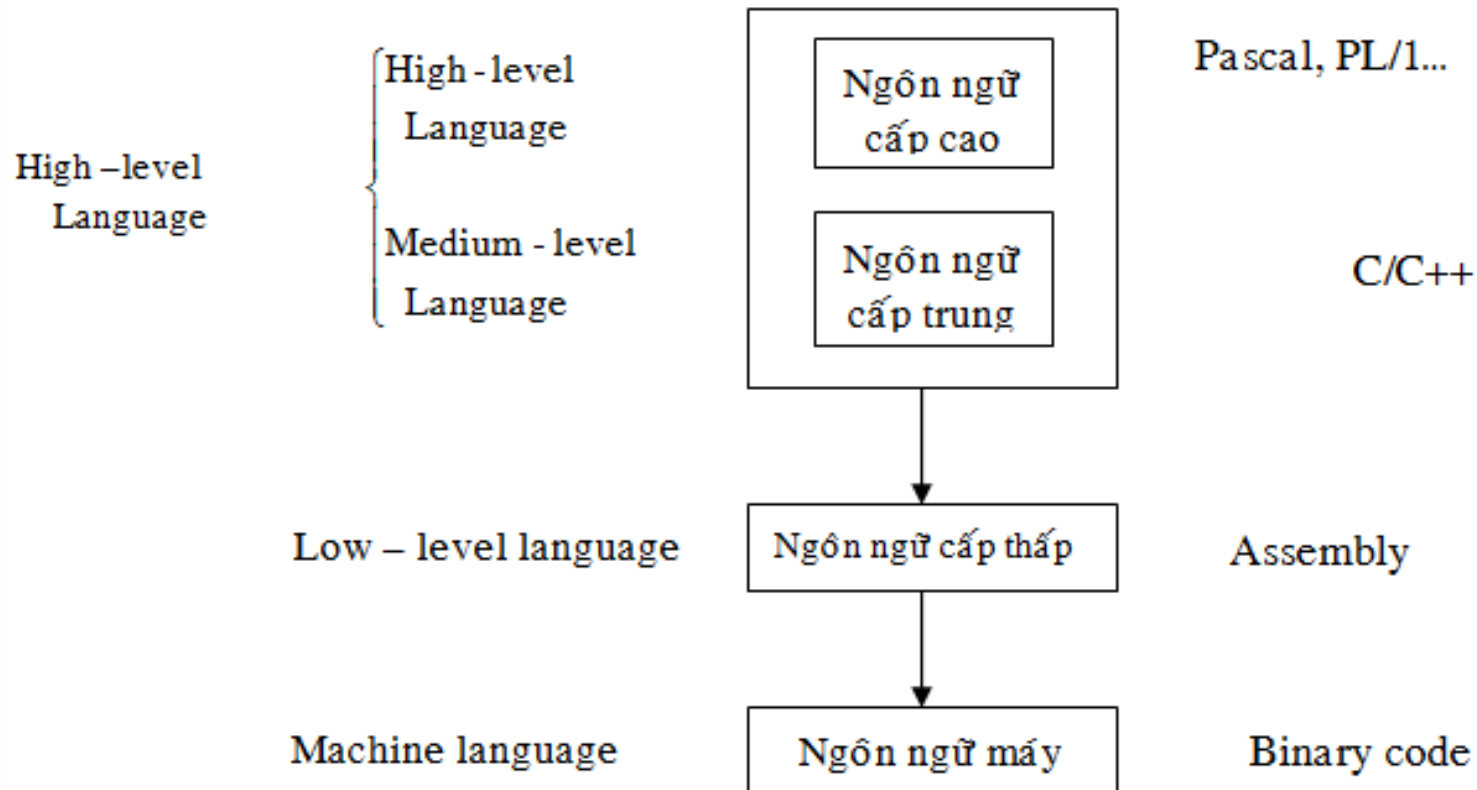 High - level
Language
Ngôn ngữ
cấp cao
Pascal, PL/1...
High –level
Language
Medium - level
Language
Ngôn ngữ
cấp trung
C/C++
Low – level language
Ngôn ngữ cấp thấp
Assembly
Machine language
Ngôn ngữ máy
Binary code